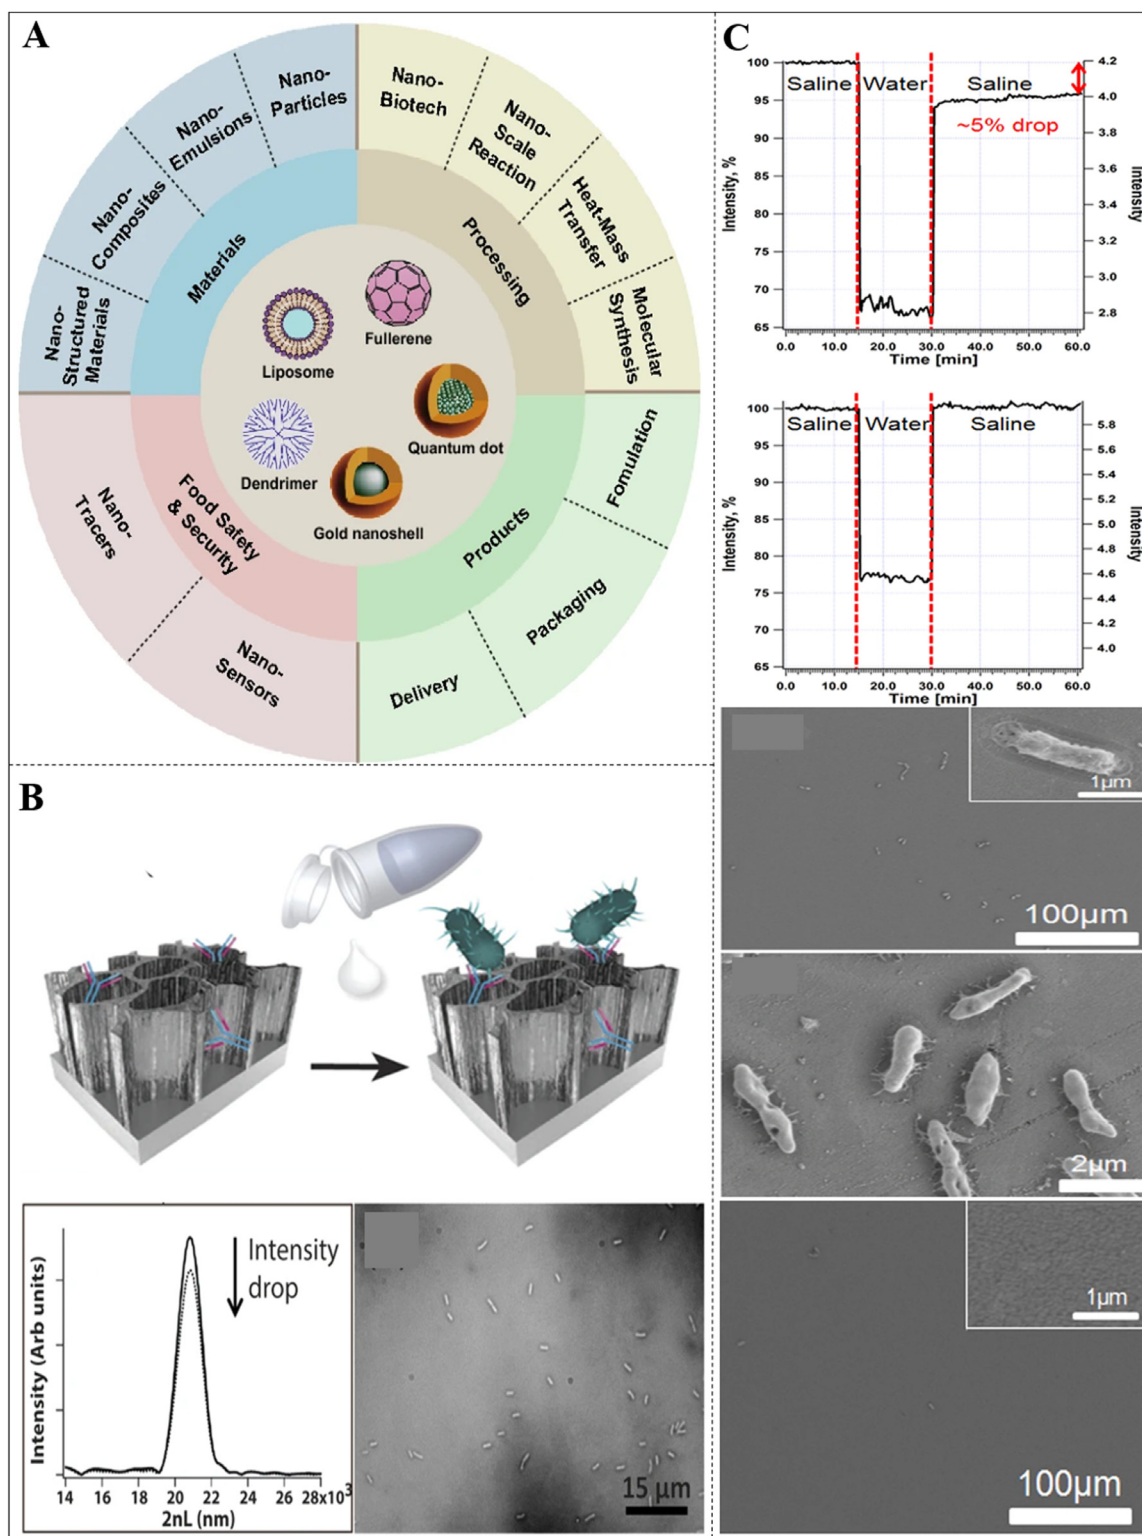 A
Nano-
Particles
Nano-
Emulsions
Nano-
Composites
Nano-
Structured
Materials
Materials
Nano-
Biotech
Nano-
Scale
Reaction
Heat-Mass
Transfer
Molecular
Synthesis
Processing
Liposome
Fullerene
Quantum dot
Dendrimer
Gold nanoshell
Food Safety
& Security
Nano-
Tracers
Nano-
Sensors
Products
Fomulation
Packaging
Delivery
B
Intensity
drop
Intensity (Arb units)
14 16 18 20 22 24 26 28x10³
2nL (nm)
15 µm
C
100
95
90
85
80
75
70
65
Intensity, %
Saline Water Saline
~5% drop
4.2
4.0
3.8
3.6
3.4
3.2
3.0
2.8
Intensity
0.0 10.0 20.0 30.0 40.0 50.0 60.0
Time [min]
100
95
90
85
80
75
70
65
Intensity, %
Saline Water Saline
5.8
5.6
5.4
5.2
5.0
4.8
4.6
4.4
4.2
4.0
Intensity
0.0 10.0 20.0 30.0 40.0 50.0 60.0
Time [min]
1µm
100µm
2µm
1µm
100µm